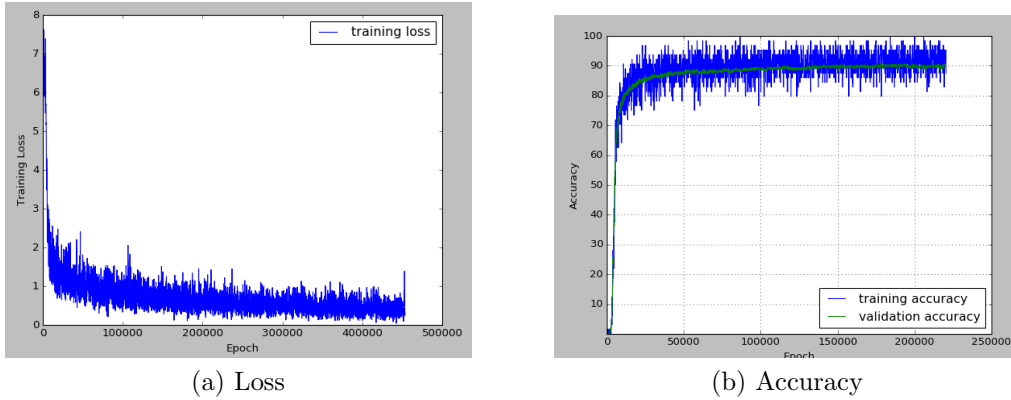 8
7
6
5
4
3
2
1
0
Training Loss
training loss
0 100000 200000 300000 400000 500000
Epoch
(a) Loss
100
90
80
70
60
50
40
30
20
10
Accuracy
training accuracy
validation accuracy
0 50000 100000 150000 200000 250000
Epoch
(b) Accuracy